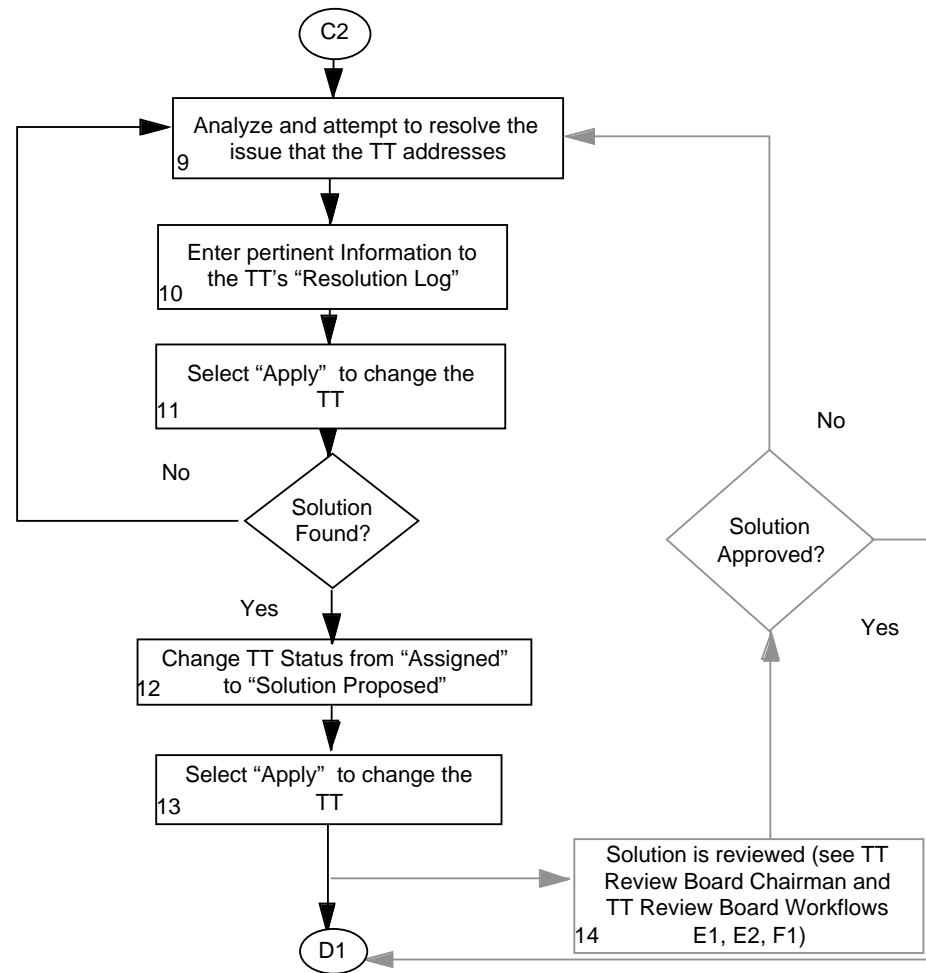 C2
Analyze and attempt to resolve the
issue that the TT addresses
9
Enter pertinent Information to
the TT’s “Resolution Log”
10
Select “Apply” to change the
TT
11
No
Solution
Found?
Yes
Change TT Status from “Assigned”
to “Solution Proposed”
12
Select “Apply” to change the
TT
13
D1
No
Solution
Approved?
Yes
Solution is reviewed (see TT
Review Board Chairman and
TT Review Board Workflows
14 E1, E2, F1)